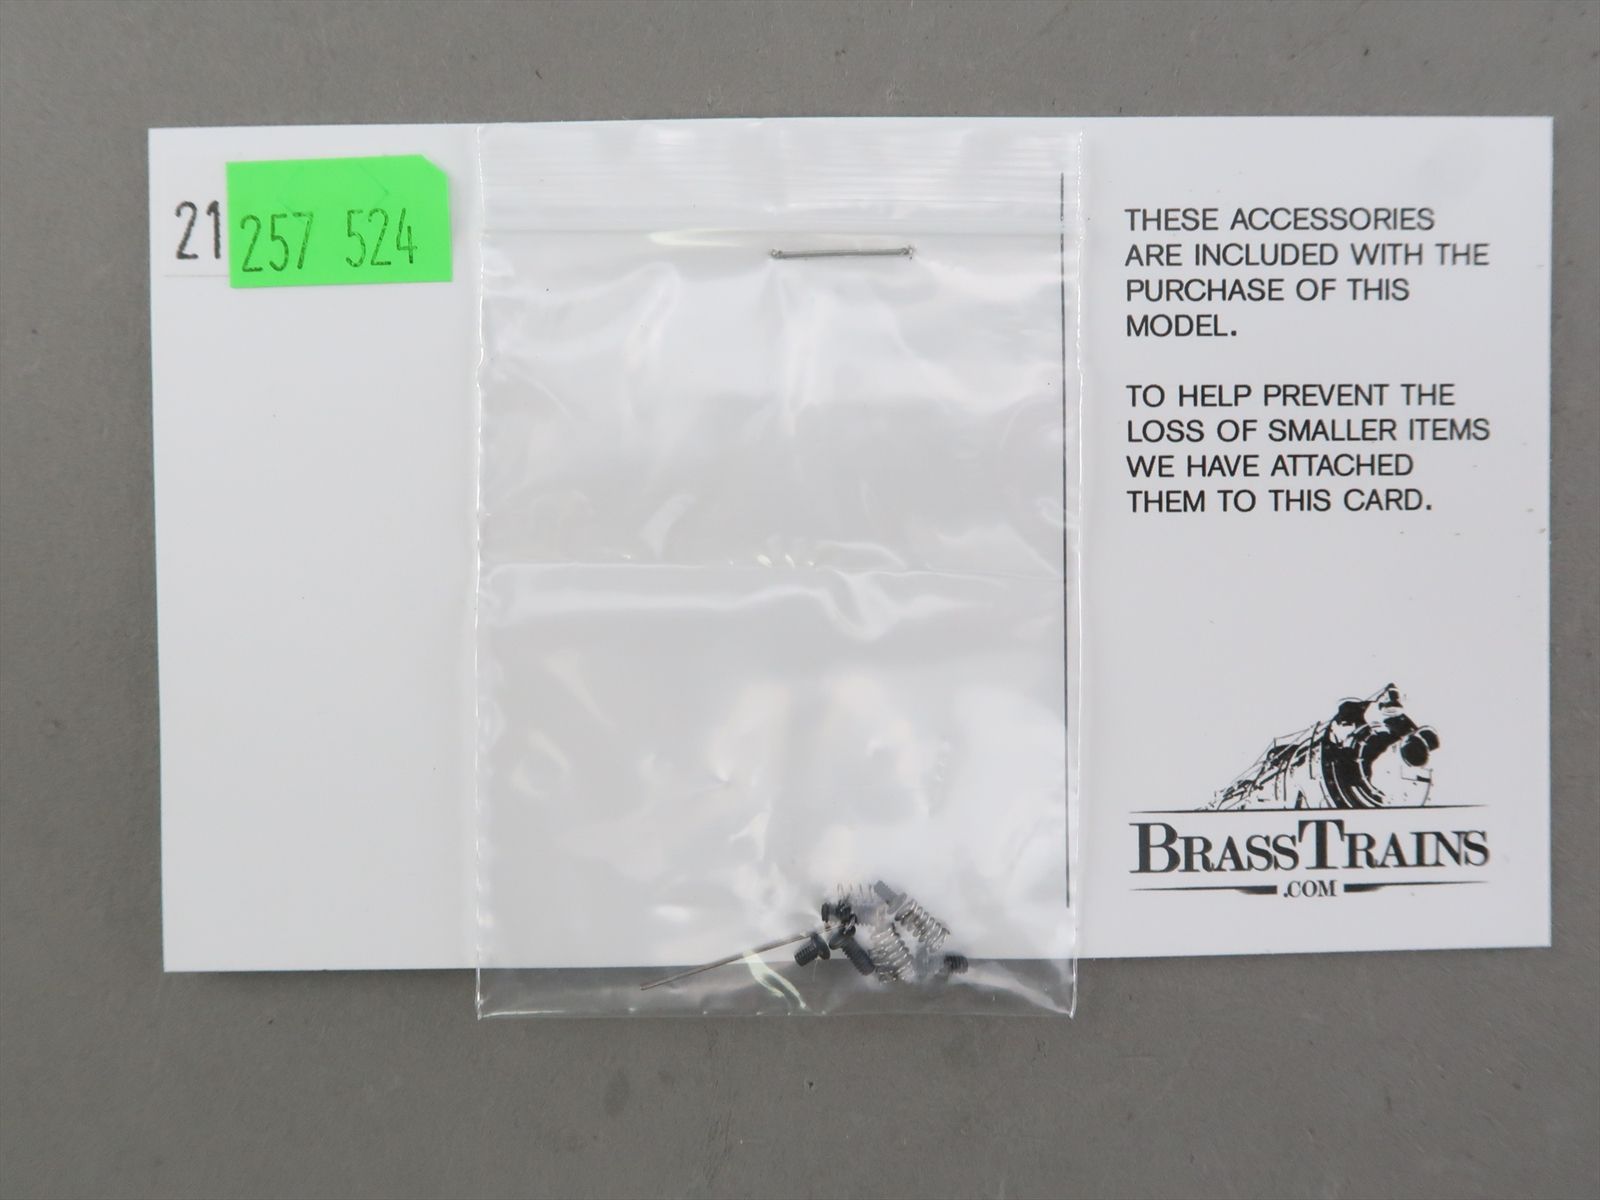 21 257 524
THESE ACCESSORIES
ARE INCLUDED WITH THE
PURCHASE OF THIS
MODEL.
TO HELP PREVENT THE
LOSS OF SMALLER ITEMS
WE HAVE ATTACHED
THEM TO THIS CARD.
BRASSTRAINS
.COM